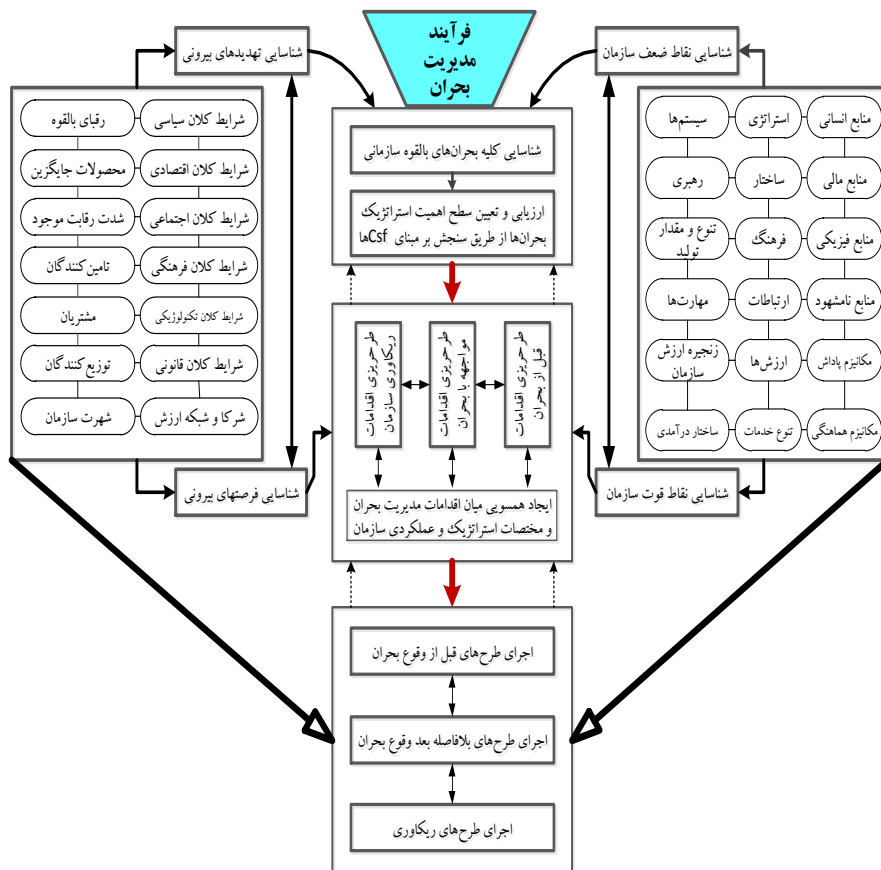 فرآیند
مدیریت
بحران
شناسایی نقاط ضعف سازمان
شناسایی تهدیدهای بیرونی
منابع انسانی
استراتژی
سیستم‌ها
منابع مالی
ساختار
رهبری
منابع فیزیکی
فرهنگ
تنوع و مقدار
تولید
منابع نامشهود
ارتباطات
مهارت‌ها
مکانیزم پاداش
ارزش‌ها
زنجیره ارزش
سازمان
مکانیزم هماهنگی
تنوع خدمات
ساختار درآمدی
شناسایی نقاط قوت سازمان
شناسایی کلیه بحران‌های بالقوه سازمانی
ارزیابی و تعیین سطح اهمیت استراتژیک
بحران‌ها از طریق سنجش بر مبنای Csfها
طرح‌ریزی اقدامات
قبل از بحران
طرح‌ریزی اقدامات
مواجهه با بحران
طرح‌ریزی اقدامات
ریکاوری سازمان
ایجاد همسویی میان اقدامات مدیریت بحران
و مختصات استراتژیک و عملکردی سازمان
اجرای طرح‌های قبل از وقوع بحران
اجرای طرح‌های بلافاصله بعد وقوع بحران
اجرای طرح‌های ریکاوری
شرایط کلان سیاسی
رقبای بالقوه
شرایط کلان اقتصادی
محصولات جایگزین
شرایط کلان اجتماعی
شدت رقابت موجود
شرایط کلان فرهنگی
تامین‌کنندگان
شرایط کلان تکنولوزیکی
مشتریان
شرایط کلان قانونی
توزیع‌کنندگان
شرکا و شبکه ارزش
شهرت سازمان
شناسایی فرصتهای بیرونی